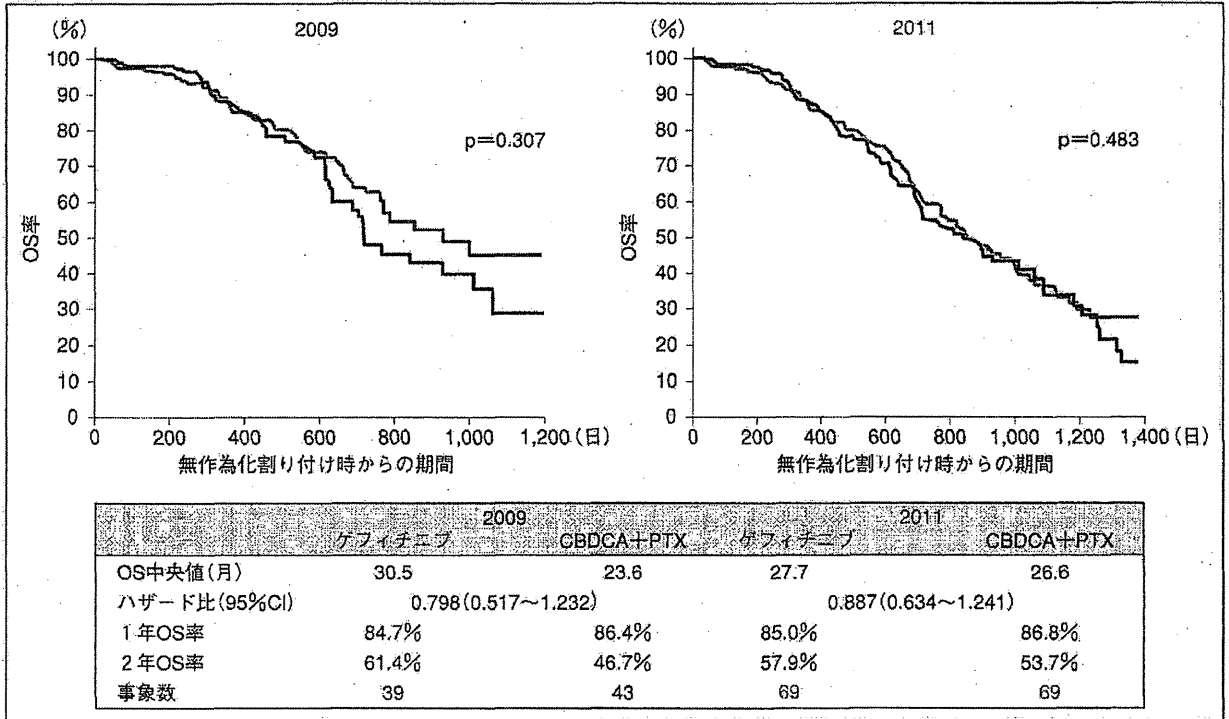 (%)
2009
100
90
80
70
60
50
40
30
20
10
0
OS率
p=0.307
0 200 400 600 800 1,000 1,200(日)
無作為化割り付け時からの期間
(%)
2011
100
90
80
70
60
50
40
30
20
10
0
OS率
p=0.483
0 200 400 600 800 1,000 1,200 1,400(日)
無作為化割り付け時からの期間
2009 2011
ゲフィチニブ CBDCA+PTX ゲフィチニブ CBDCA+PTX
OS中央値(月) 30.5 23.6 27.7 26.6
ハザード比(95%CI) 0.798(0.517~1.232) 0.887(0.634~1.241)
1年OS率 84.7% 86.4% 85.0% 86.8%
2年OS率 61.4% 46.7% 57.9% 53.7%
事象数 39 43 69 69